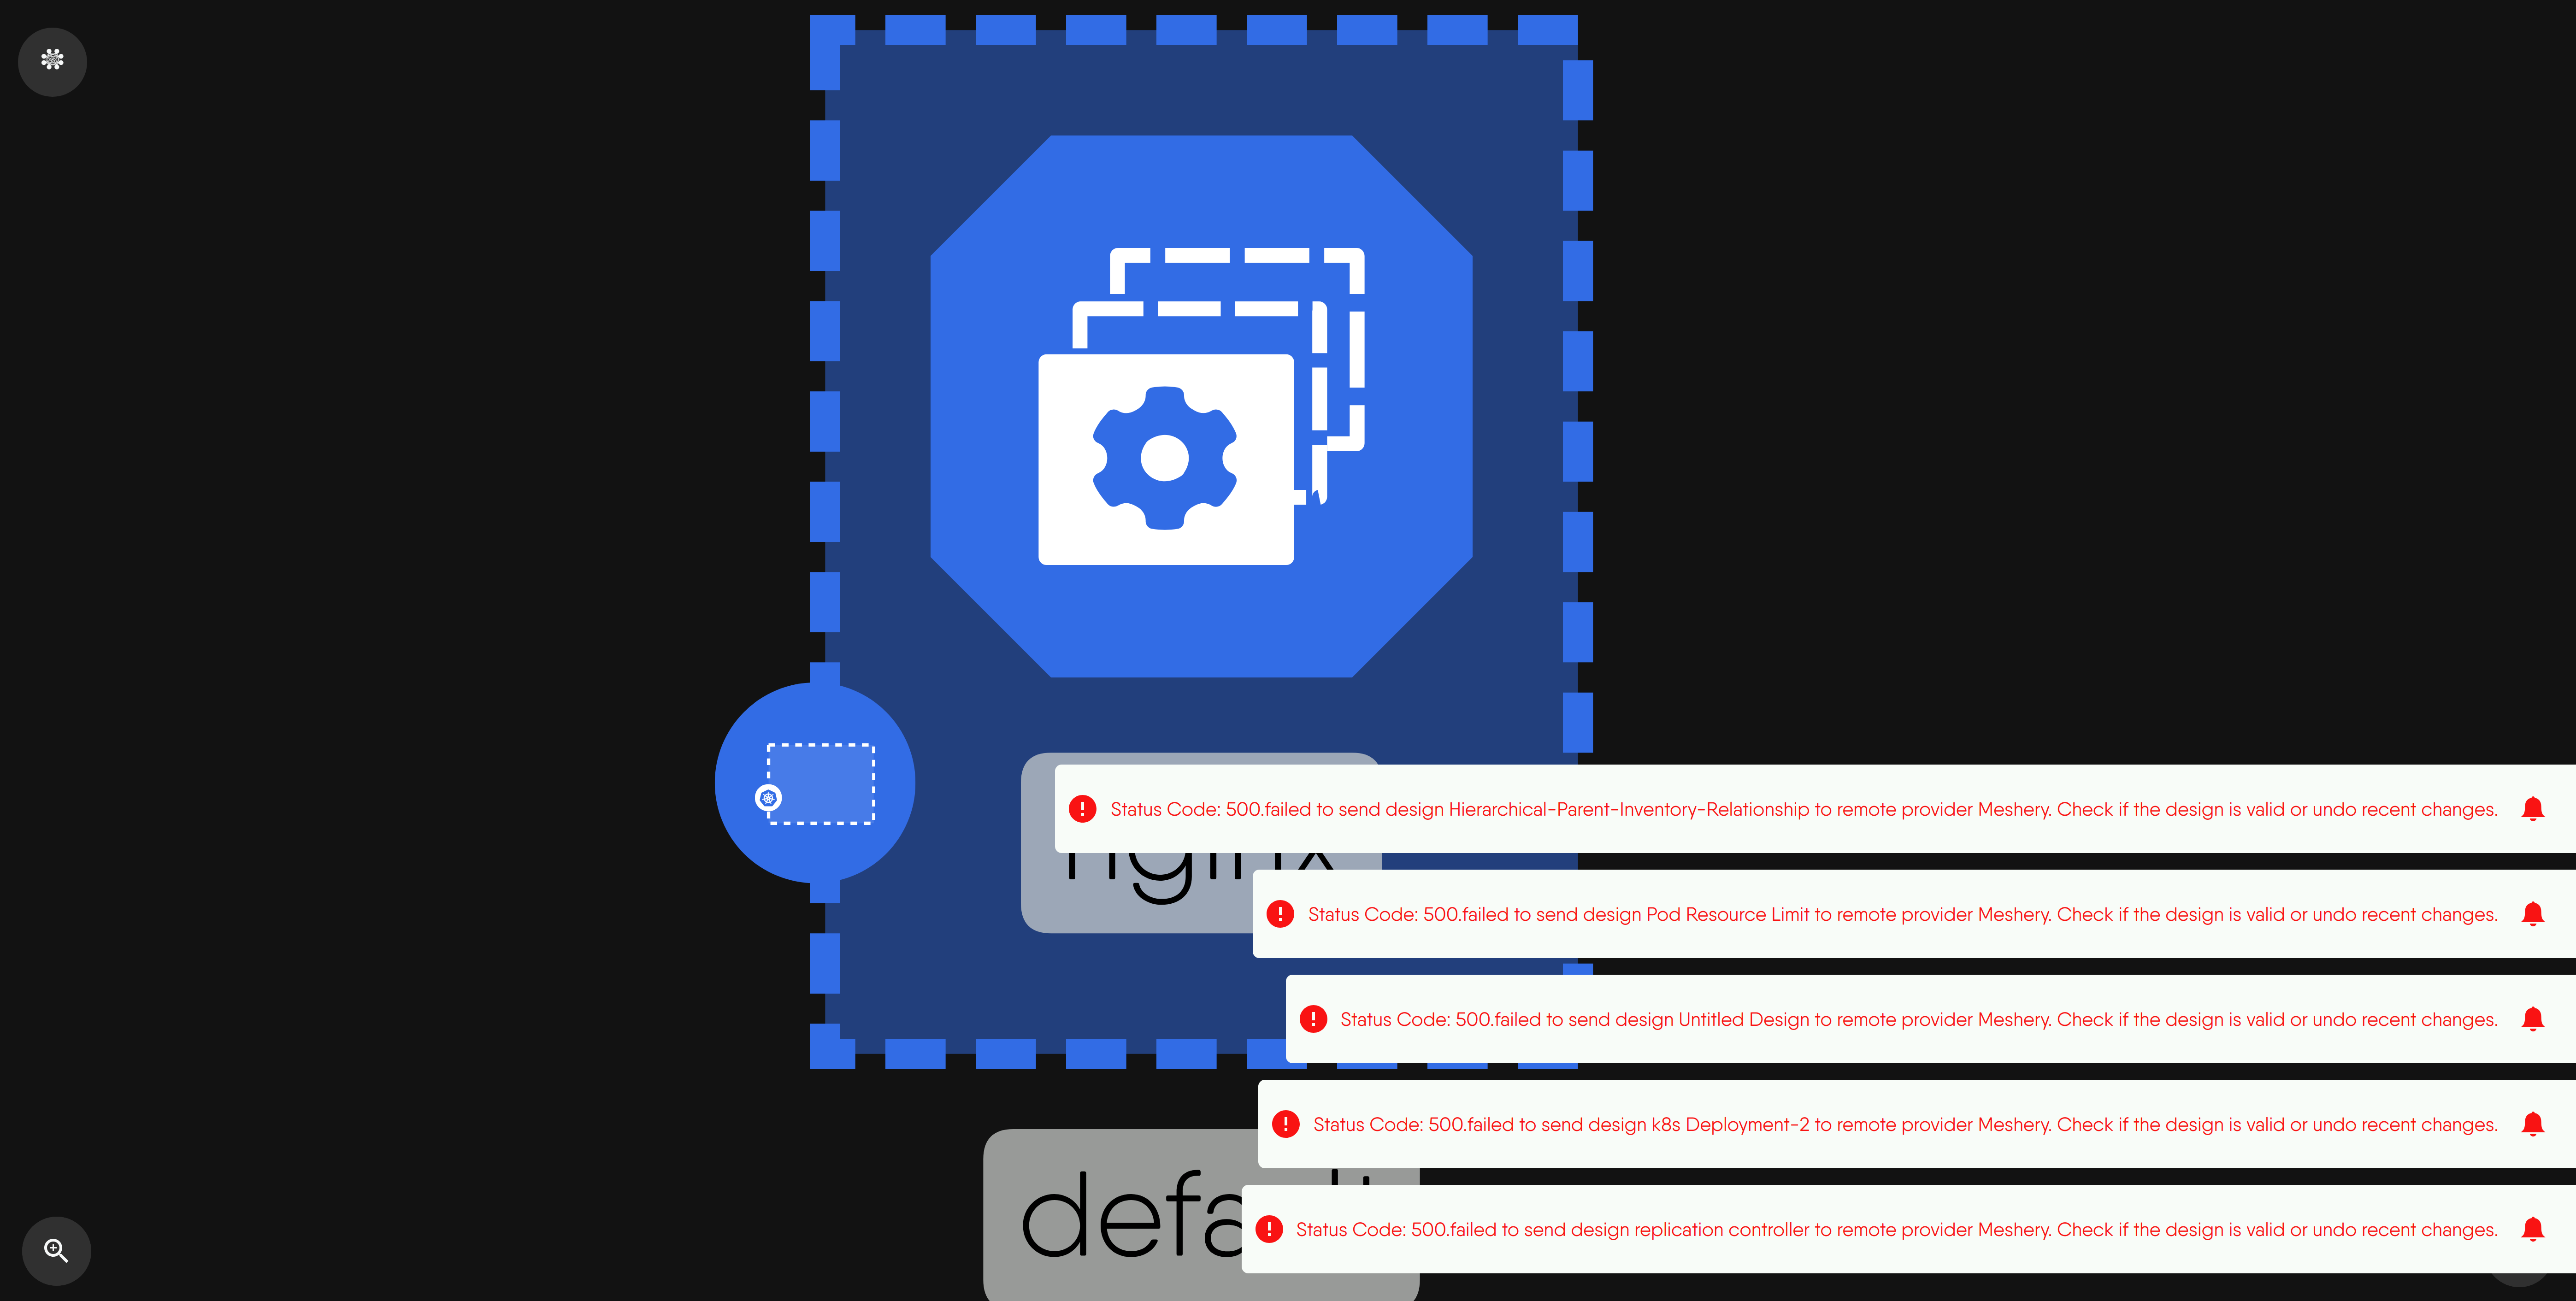 Status Code: 500.failed to send design Hierarchical-Parent-Inventory-Relationship to remote provider Meshery. Check if the design is valid or undo recent changes.
nginx
Status Code: 500.failed to send design Pod Resource Limit to remote provider Meshery. Check if the design is valid or undo recent changes.
Status Code: 500.failed to send design Untitled Design to remote provider Meshery. Check if the design is valid or undo recent changes.
Status Code: 500.failed to send design k8s Deployment-2 to remote provider Meshery. Check if the design is valid or undo recent changes.
default
Status Code: 500.failed to send design replication controller to remote provider Meshery. Check if the design is valid or undo recent changes.